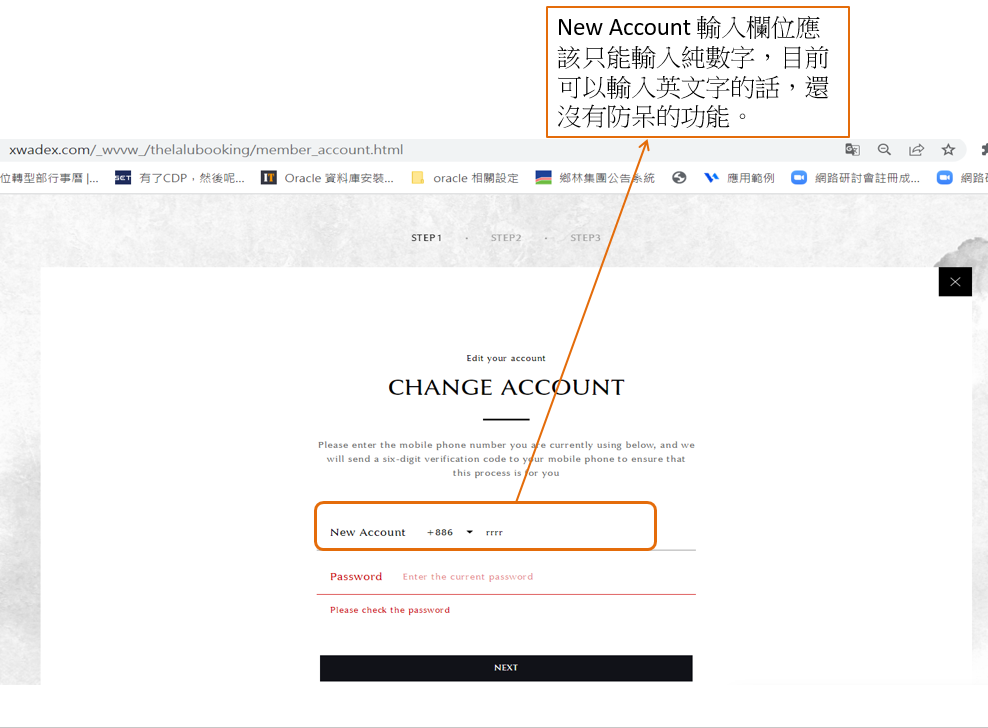 New Account 輸入欄位應
該只能輸入純數字，目前
可以輸入英文字的話，還
沒有防呆的功能。
xwadex.com/_wvvw_/thelalubooking/member_account.html
位轉型部行事曆 |... SET 有了CDP，然後呢... IT Oracle 資料庫安裝... oracle 相關設定 鄉林集團公告系統 應用範例 網路研討會註冊成... 網路
STEP1 · STEP2 · STEP3
Edit your account
CHANGE ACCOUNT
Please enter the mobile phone number you are currently using below, and we
will send a six-digit verification code to your mobile phone to ensure that
this process is for you
New Account +886 rrrr
Password Enter the current password
Please check the password
NEXT